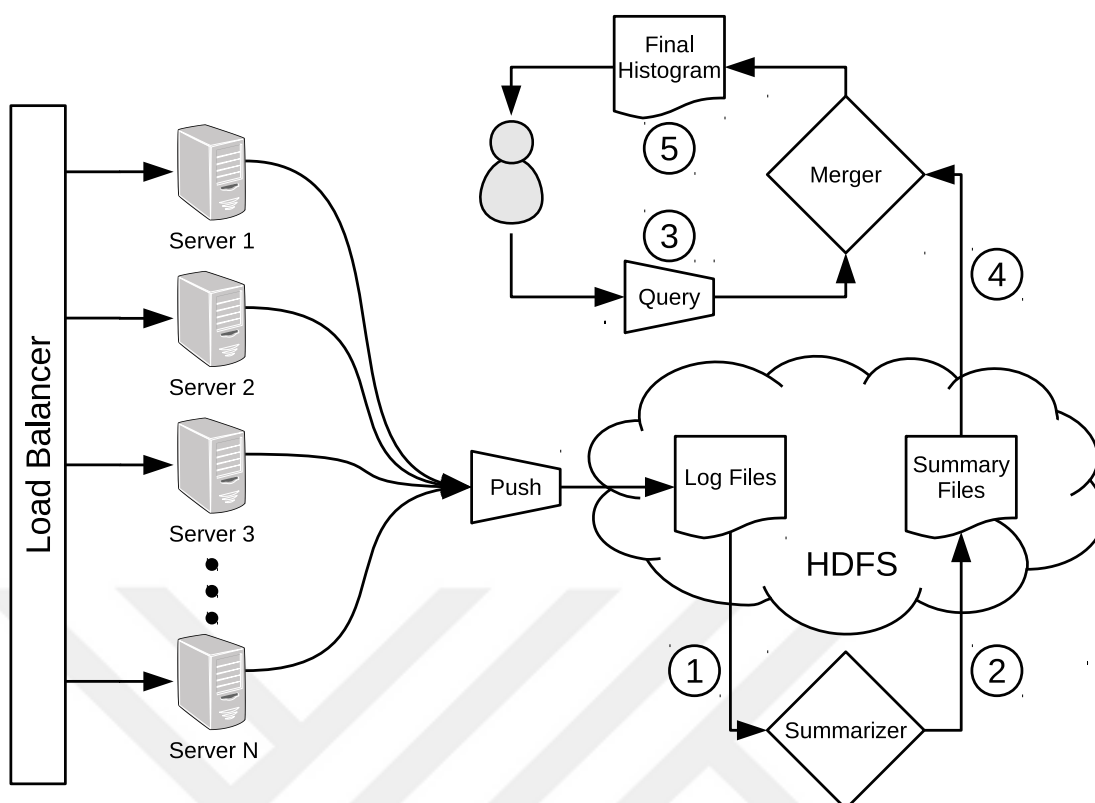 Load Balancer
Server 1
Server 2
Server 3
Server N
Push
Final
Histogram
5
Merger
3
Query
4
Log Files
Summary
Files
HDFS
1
2
Summarizer